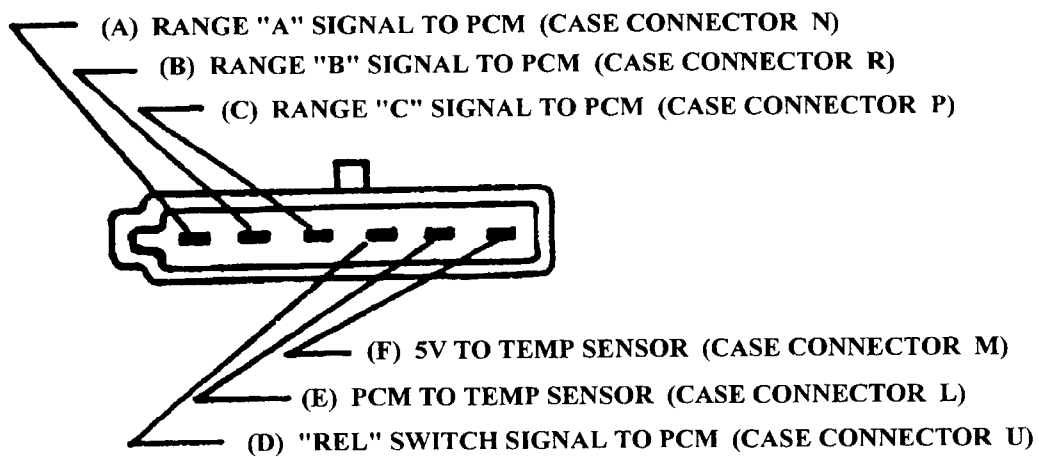 (A) RANGE "A" SIGNAL TO PCM (CASE CONNECTOR N)
(B) RANGE "B" SIGNAL TO PCM (CASE CONNECTOR R)
(C) RANGE "C" SIGNAL TO PCM (CASE CONNECTOR P)
(F) 5V TO TEMP SENSOR (CASE CONNECTOR M)
(E) PCM TO TEMP SENSOR (CASE CONNECTOR L)
(D) "REL" SWITCH SIGNAL TO PCM (CASE CONNECTOR U)